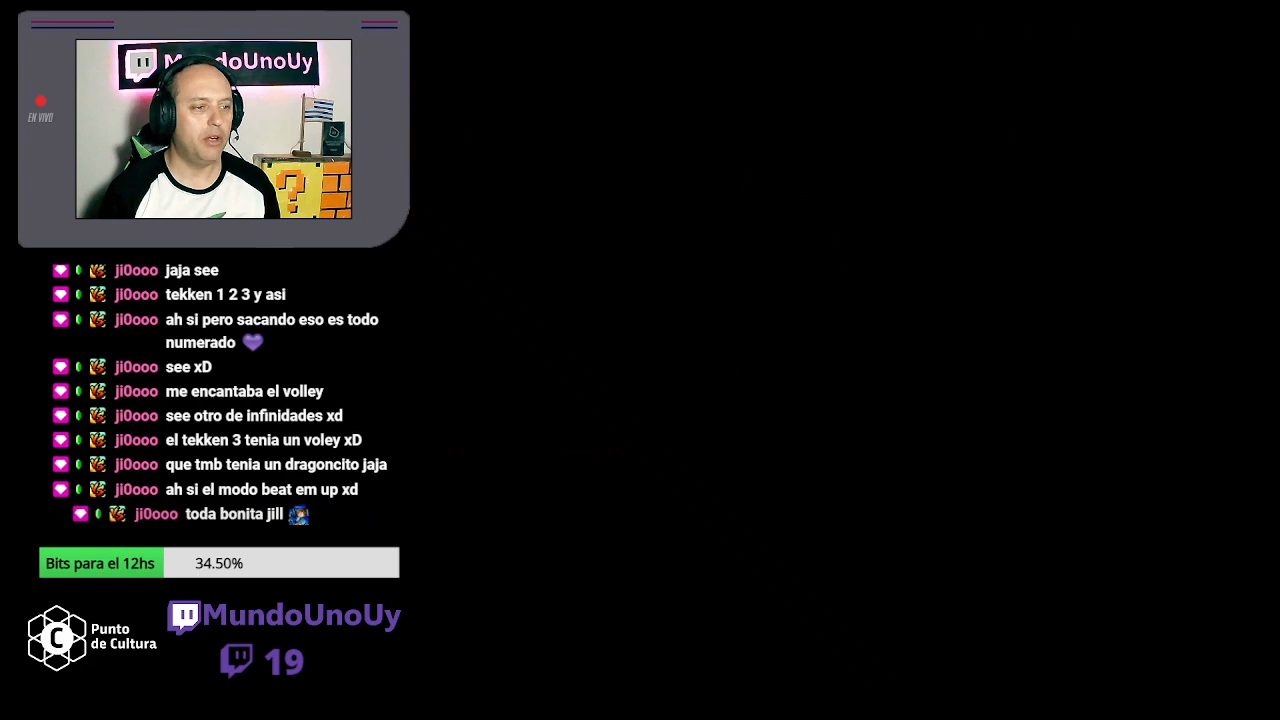 MundoUnoUy
EN VIVO
ji0ooo jaja see
ji0ooo tekken 1 2 3 y asi
ji0ooo ah si pero sacando eso es todo
numerado
ji0ooo see xD
ji0ooo me encantaba el volley
ji0ooo see otro de infinidades xd
ji0ooo el tekken 3 tenia un voley xD
ji0ooo que tmb tenia un dragoncito jaja
ji0ooo ah si el modo beat em up xd
ji0ooo toda bonita jill
Bits para el 12hs 34.50%
C Punto
de Cultura
MundoUnoUy
19